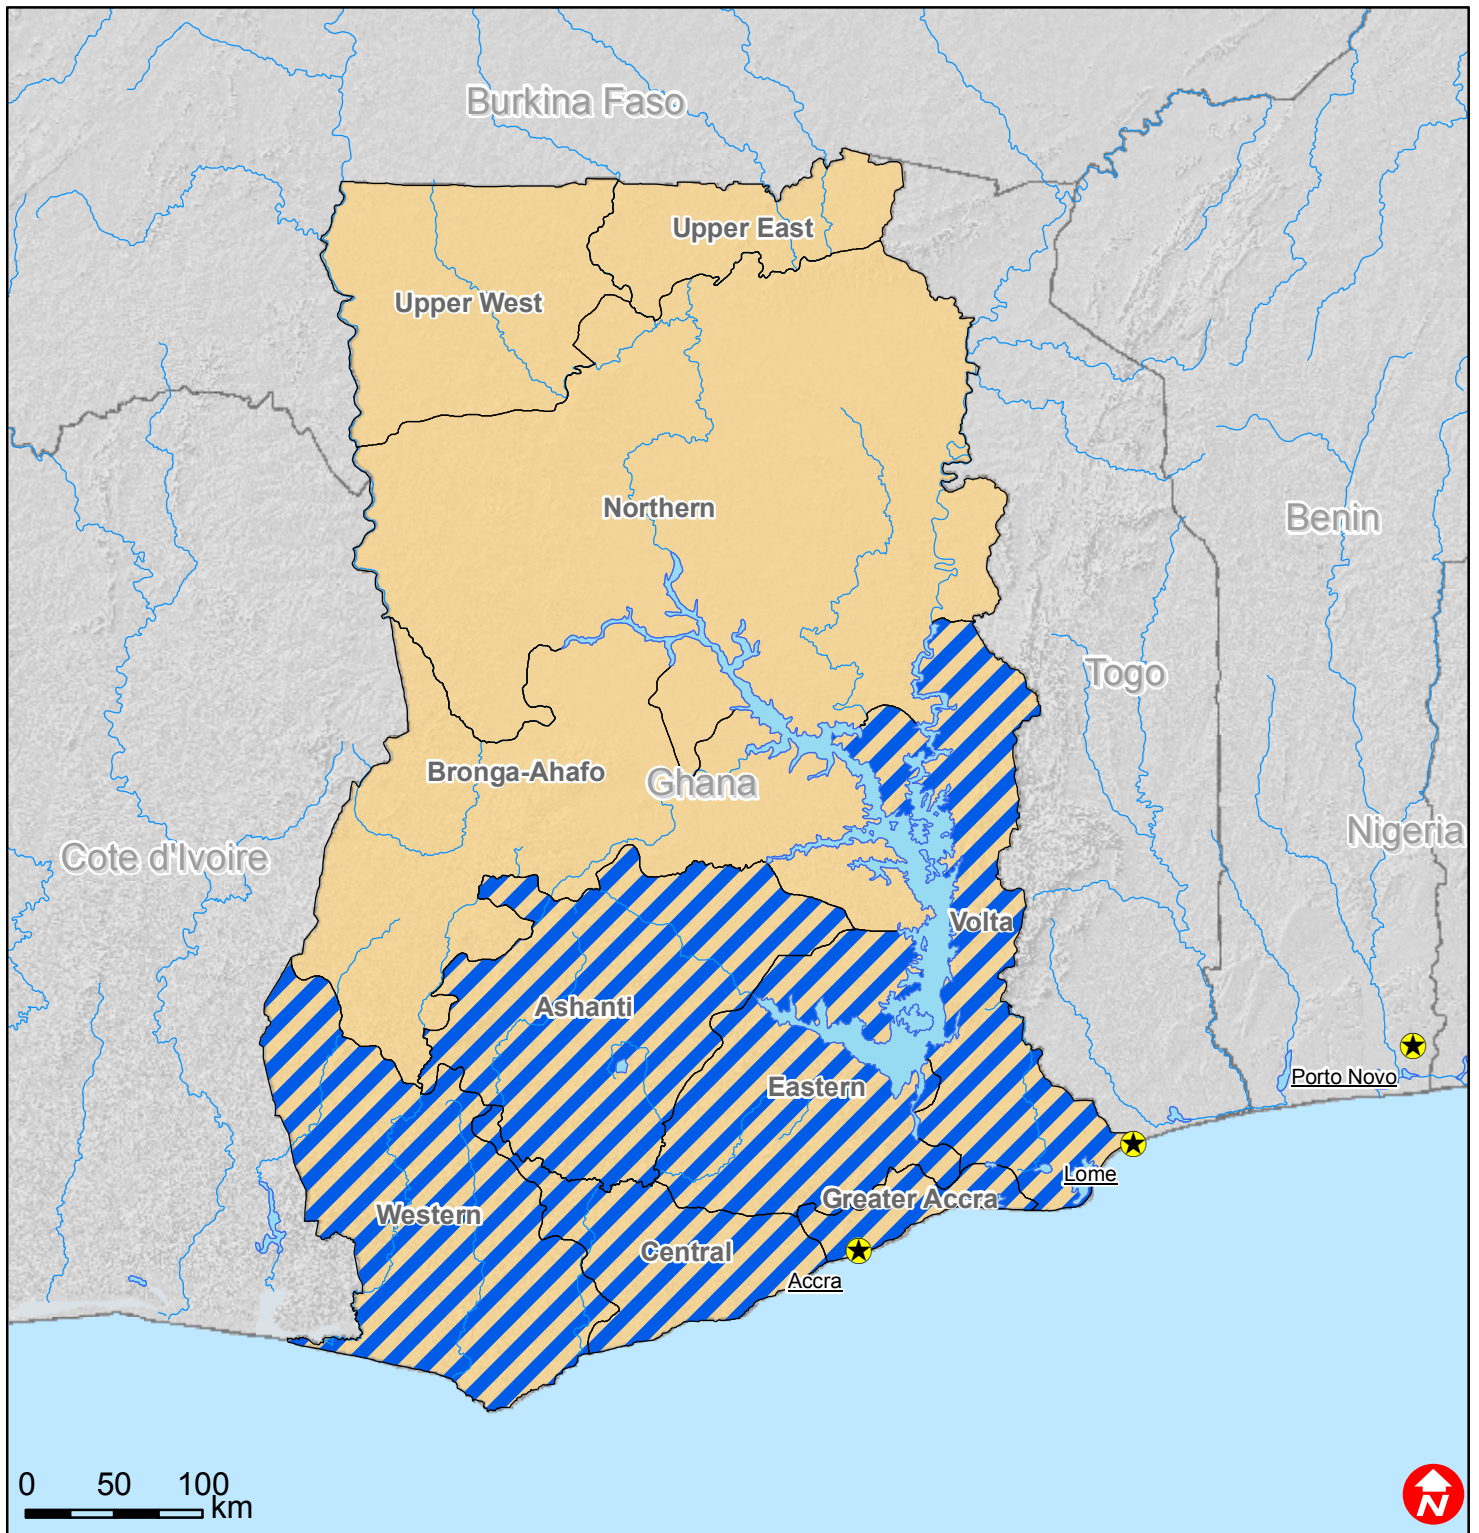 Burkina Faso
Upper East
Upper West
Northern
Benin
Togo
Bronga-Ahafo
Ghana
Nigeria
Cote d'Ivoire
Volta
Ashanti
Eastern
Porto Novo
Lome
Greater Accra
Western
Central
Accra
0 50 100
km
N